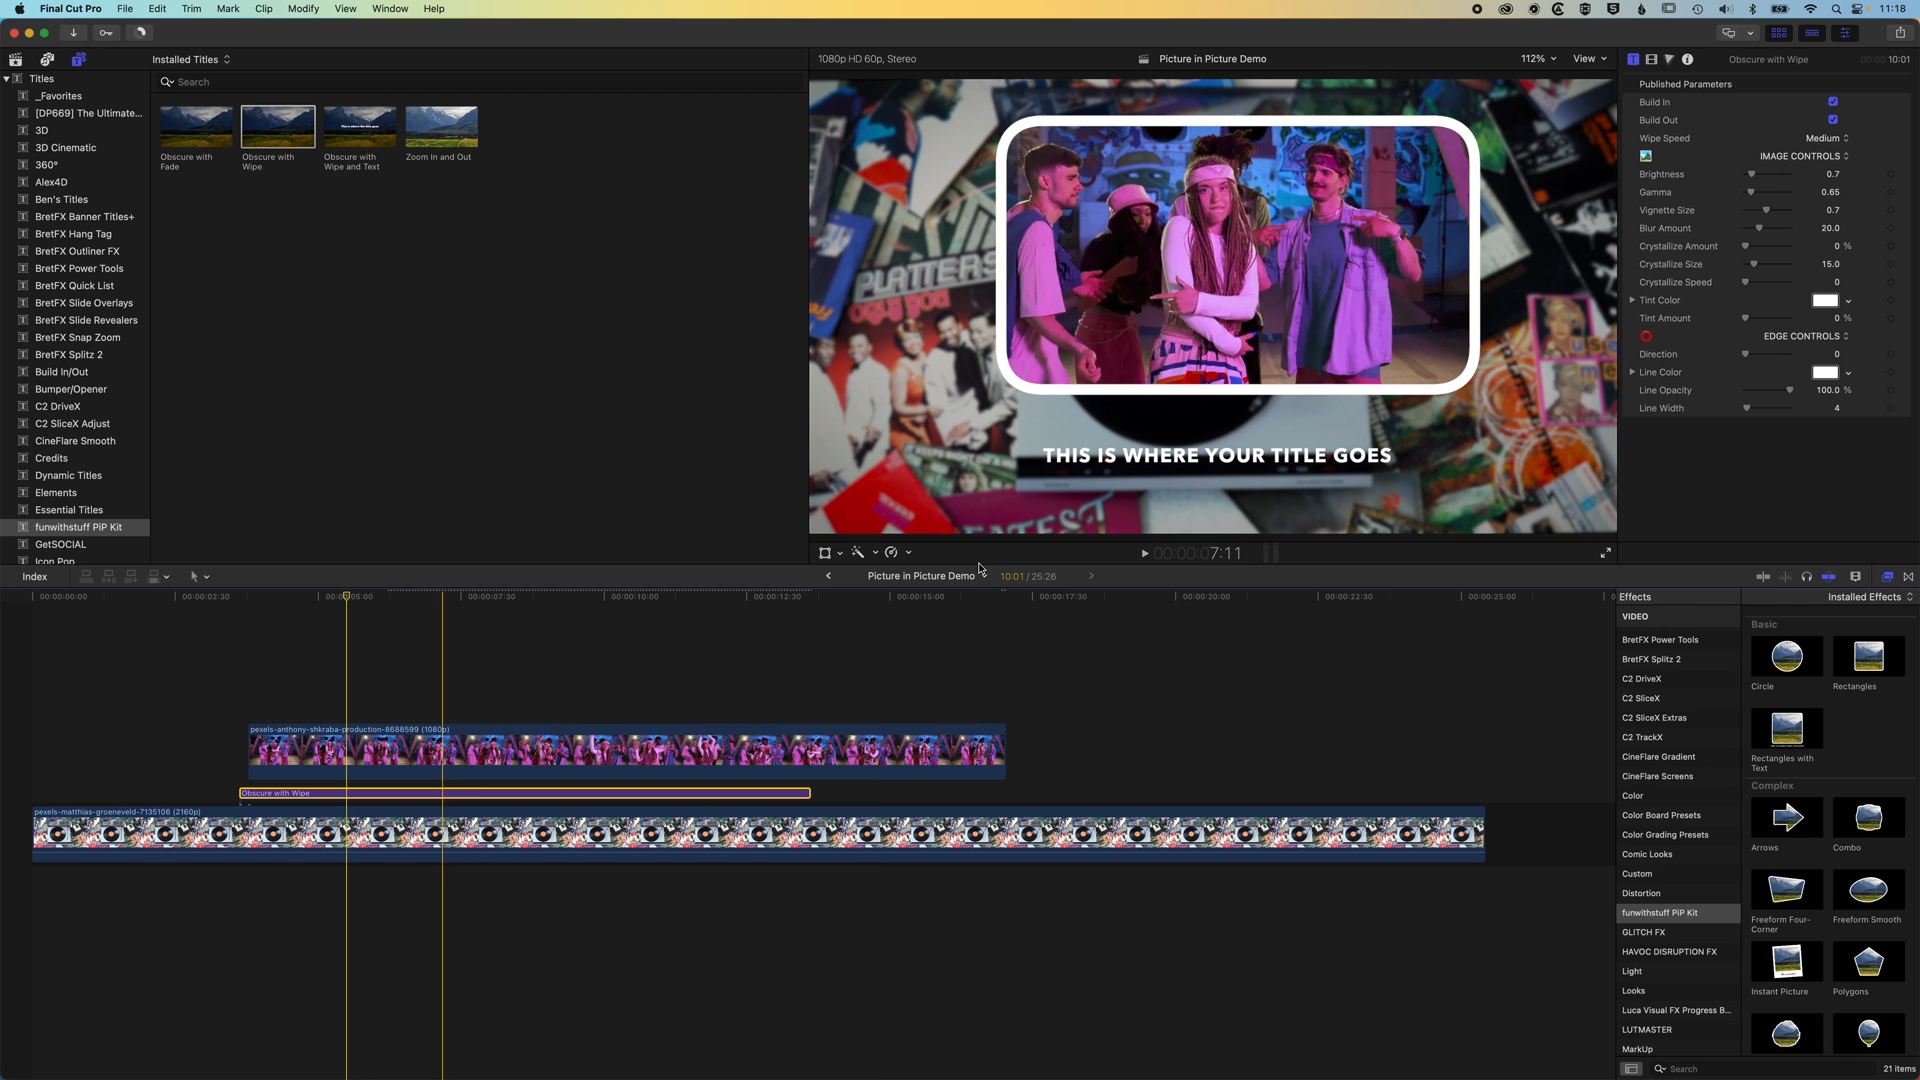 Final Cut Pro File Edit Trim Mark Clip Modify View Window Help 11:18
Installed Titles
1080p HD 60p, Stereo Picture in Picture Demo 112% View
Obscure with Wipe 10:01
Titles
_Favorites
[DP669] The Ultimate...
3D
3D Cinematic
360°
Alex4D
Ben's Titles
BretFX Banner Titles+
BretFX Hang Tag
BretFX Outliner FX
BretFX Power Tools
BretFX Quick List
BretFX Slide Overlays
BretFX Slide Revealers
BretFX Snap Zoom
BretFX Splitz 2
Build In/Out
Bumper/Opener
C2 DriveX
C2 SliceX Adjust
CineFlare Smooth
Credits
Dynamic Titles
Elements
Essential Titles
funwithstuff PiP Kit
GetSOCIAL
Icon Pop
Search
Obscure with Fade
Obscure with Wipe
Obscure with Wipe and Text
Zoom In and Out
PLATTERS
THIS IS WHERE YOUR TITLE GOES
00:00:00:07:11
Published Parameters
Build In
Build Out
Wipe Speed Medium
IMAGE CONTROLS
Brightness 0.7
Gamma 0.65
Vignette Size 0.7
Blur Amount 20.0
Crystallize Amount 0 %
Crystallize Size 15.0
Crystallize Speed 0
Tint Color
Tint Amount 0 %
EDGE CONTROLS
Direction 0
Line Color
Line Opacity 100.0 %
Line Width 4
Index
Picture in Picture Demo 10:01 / 25:26
00:00:00:00 00:00:02:30 00:00:05:00 00:00:07:30 00:00:10:00 00:00:12:30 00:00:15:00 00:00:17:30 00:00:20:00 00:00:22:30 00:00:25:00
pexels-anthony-shkraba-production-8688599 (1080p)
Obscure with Wipe
pexels-matthias-groeneveld-7135106 (2160p)
Effects Installed Effects
VIDEO
BretFX Power Tools
BretFX Splitz 2
C2 DriveX
C2 SliceX
C2 SliceX Extras
C2 TrackX
CineFlare Gradient
CineFlare Screens
Color
Color Board Presets
Color Grading Presets
Comic Looks
Custom
Distortion
funwithstuff PiP Kit
GLITCH FX
HAVOC DISRUPTION FX
Light
Looks
Luca Visual FX Progress B...
LUTMASTER
MarkUp
Basic
Circle
Rectangles
Rectangles with Text
Complex
Arrows
Combo
Freeform Four-Corner
Freeform Smooth
Instant Picture
Polygons
Search
21 items